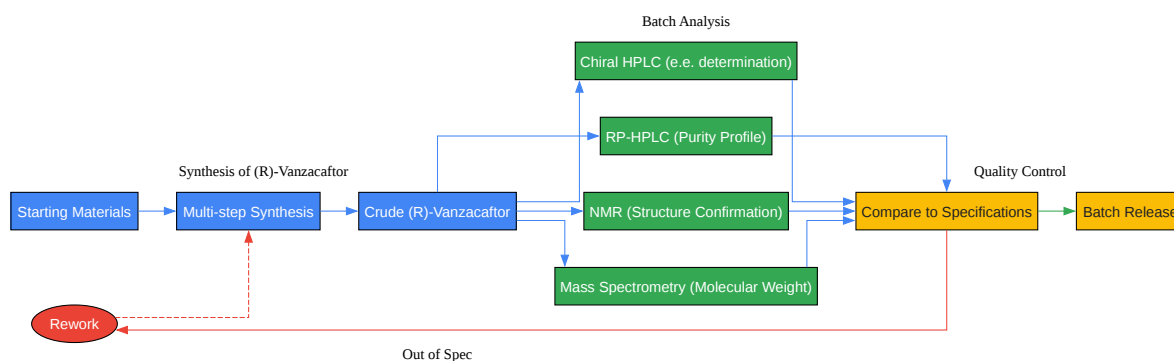 Batch Analysis
Chiral HPLC (e.e. determination)
RP-HPLC (Purity Profile)
Synthesis of (R)-Vanzacaftor
Quality Control
Starting Materials
Multi-step Synthesis
Crude (R)-Vanzacaftor
NMR (Structure Confirmation)
Compare to Specifications
Batch Release
Mass Spectrometry (Molecular Weight)
Rework
Out of Spec